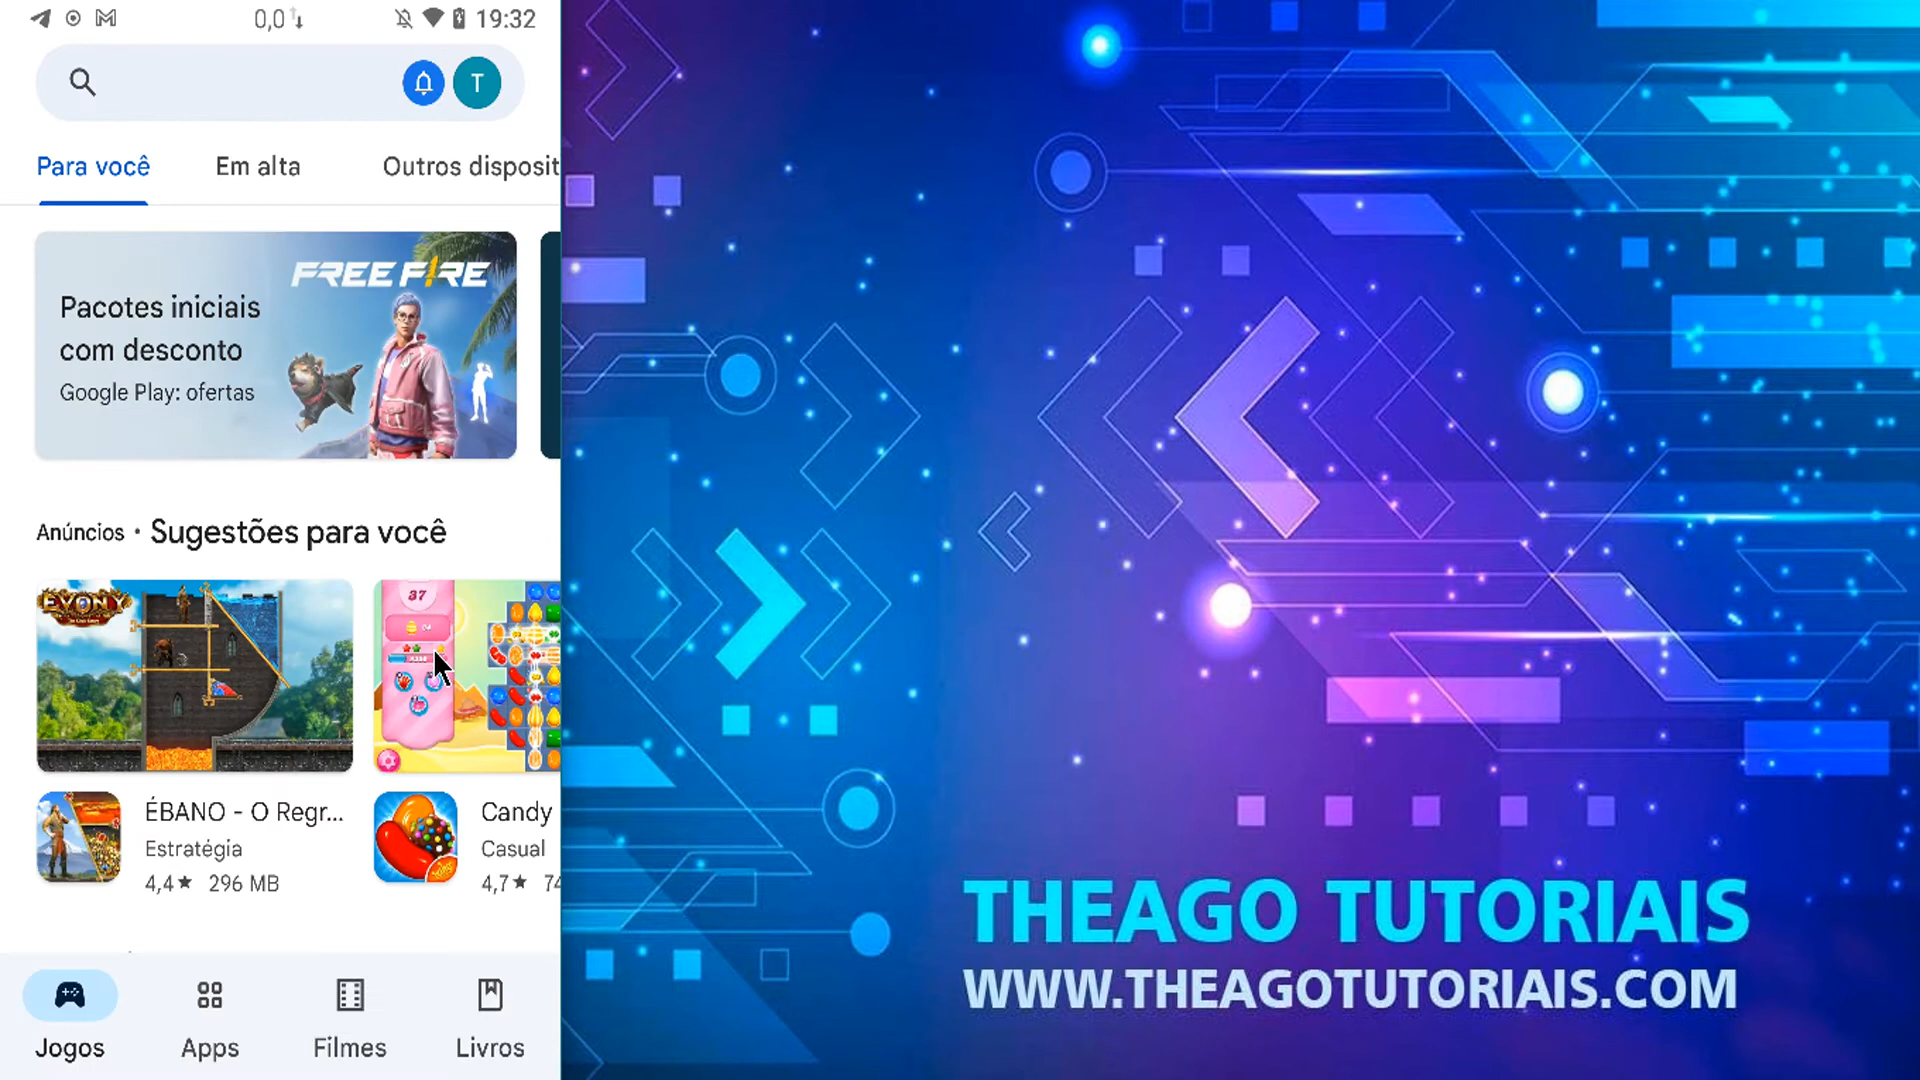 0,0
19:32
T
Para você
Em alta
Outros disposit
FREE FIRE
Pacotes iniciais
com desconto
Google Play: ofertas
Anúncios • Sugestões para você
EVONY
37
ÉBANO - O Regr...
Estratégia
4,4★ 296 MB
Candy
Casual
4,7★ 74
Jogos
Apps
Filmes
Livros
THEAGO TUTORIAIS
WWW.THEAGOTUTORIAIS.COM